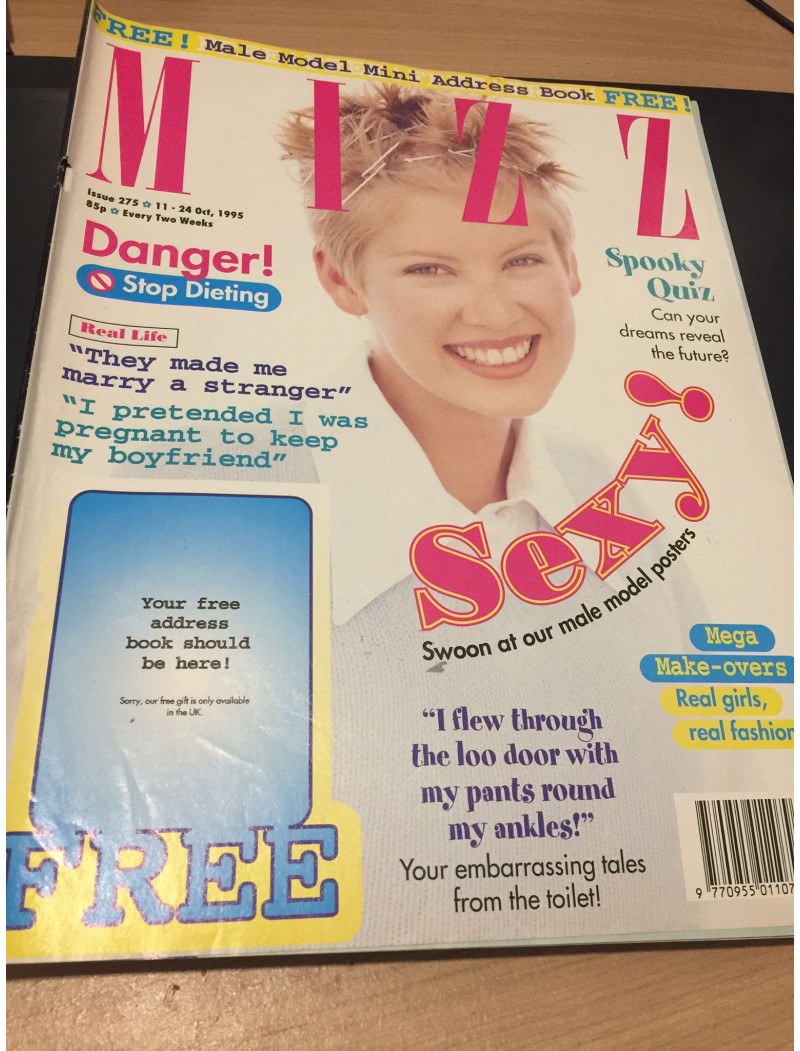 FREE! Male Model Mini Address Book FREE!
MIZZ
Issue 275 ✿ 11 - 24 Oct, 1995
85p ✿ Every Two Weeks
Danger!
Stop Dieting
Real Life
"They made me
marry a stranger"
"I pretended I was
pregnant to keep
my boyfriend"
Spooky
Quiz
Can your
dreams reveal
the future?
Sexy!
Swoon at our male model posters
Your free
address
book should
be here!
Sorry, our free gift is only available
in the UK.
FREE
Mega
Make-overs
Real girls,
real fashion
"I flew through
the loo door with
my pants round
my ankles!"
Your embarrassing tales
from the toilet!
9 770955 01107